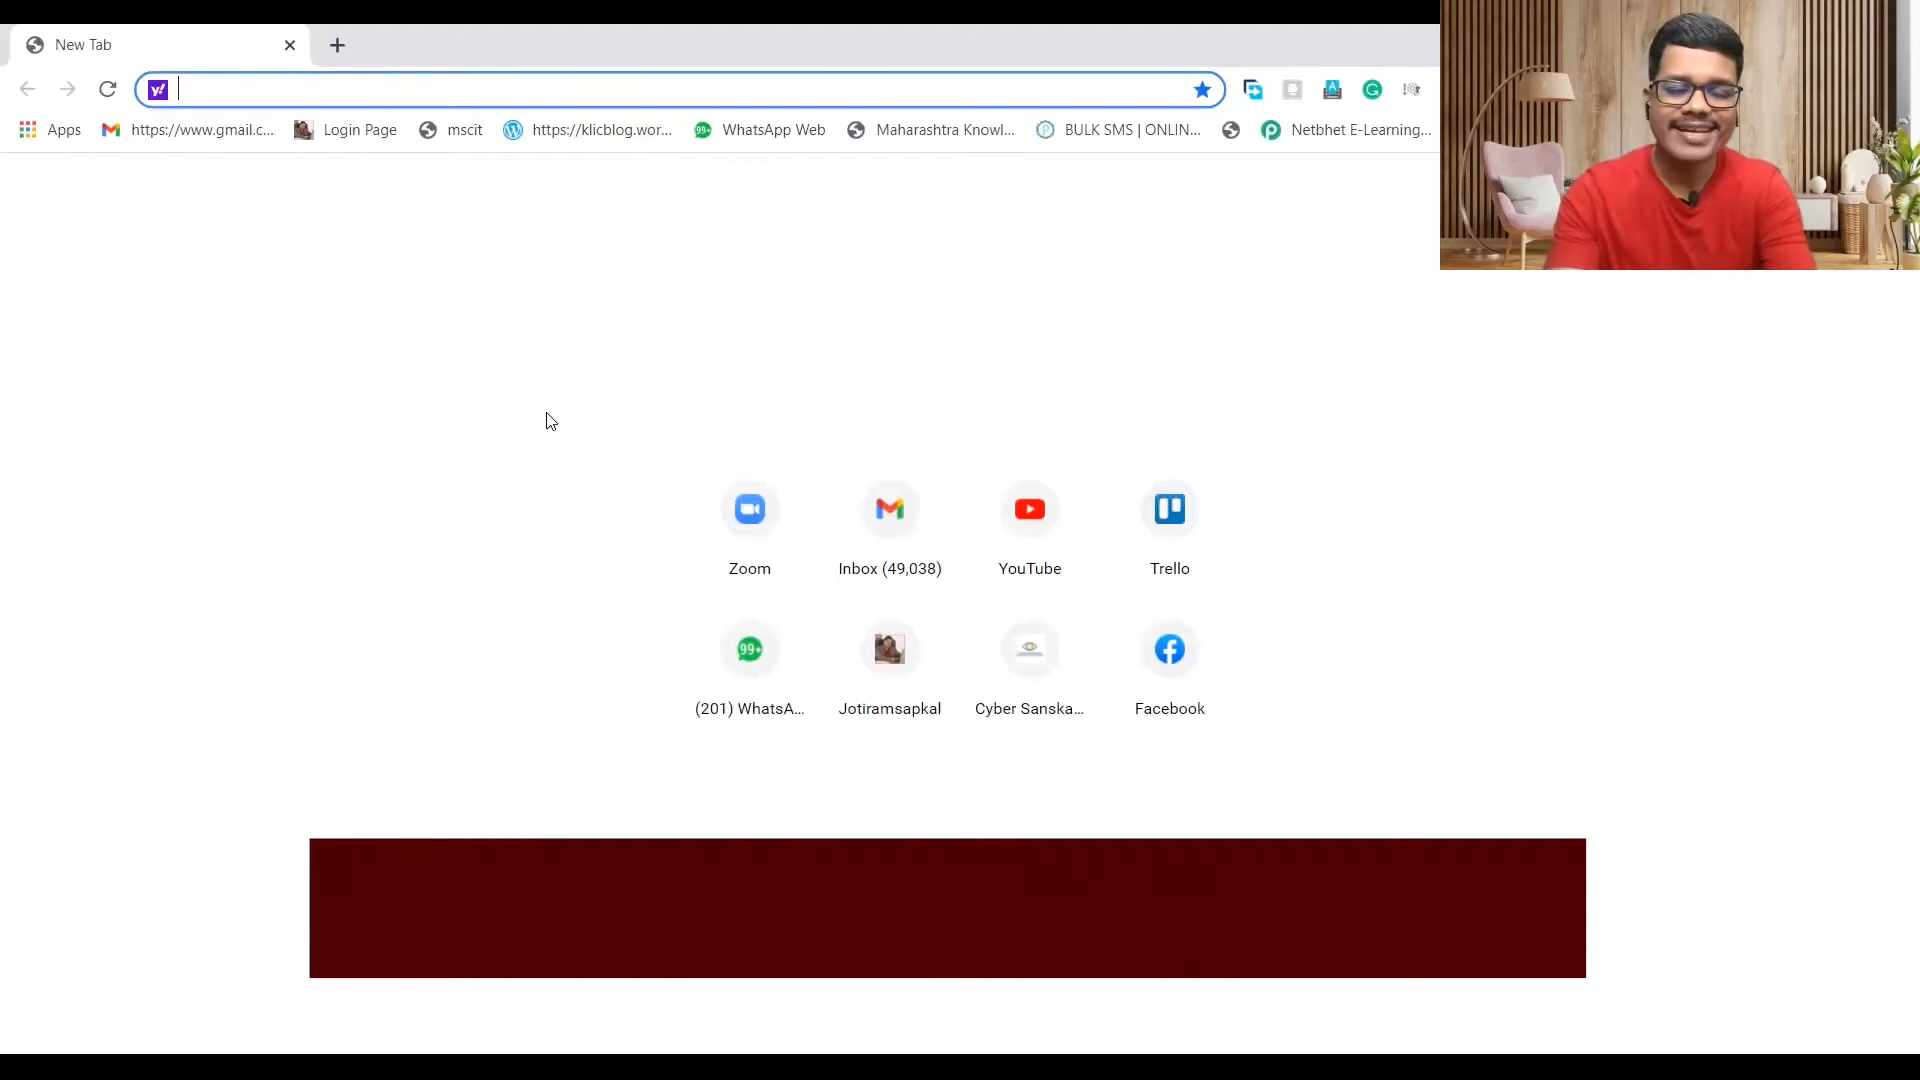 New Tab
Apps https://www.gmail.c... Login Page mscit https://klicblog.wor... WhatsApp Web Maharashtra Knowl... BULK SMS | ONLIN... Netbhet E-Learning...
Zoom Inbox (49,038) YouTube Trello
99+
(201) WhatsA... Jotiramsapkal Cyber Sanska... Facebook